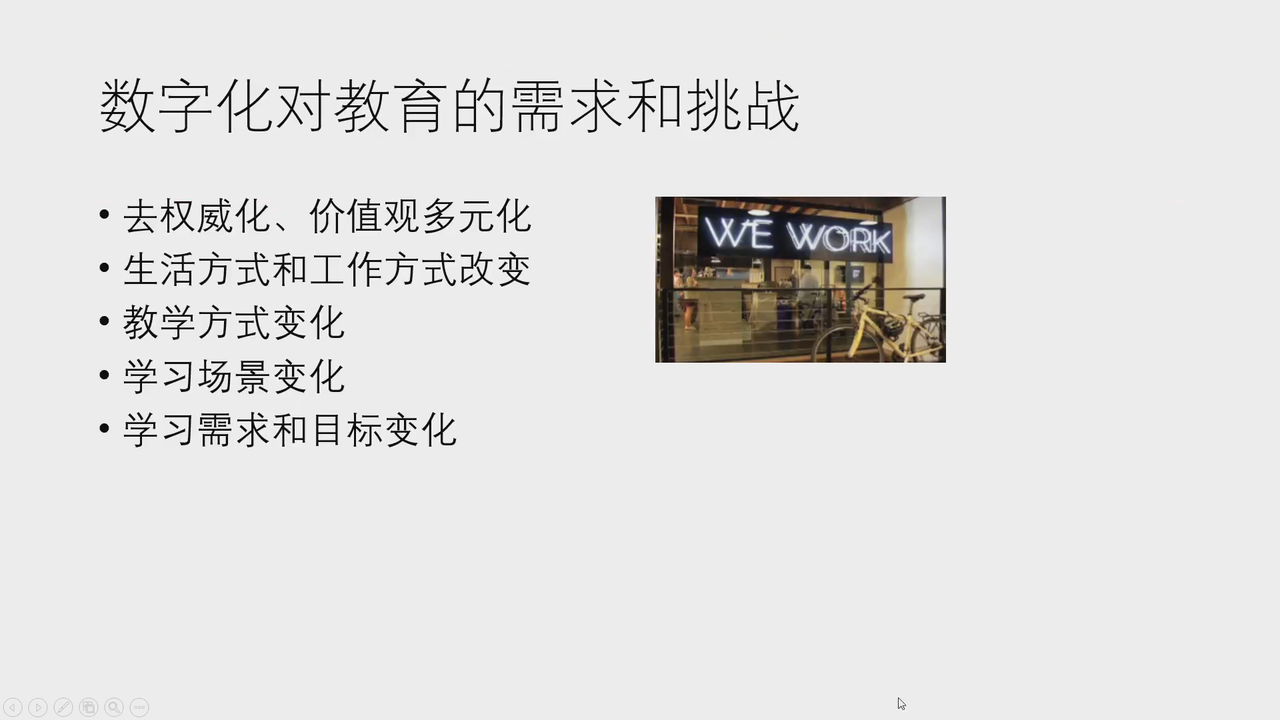 数字化对教育的需求和挑战
• 去权威化、价值观多元化
• 生活方式和工作方式改变
• 教学方式变化
• 学习场景变化
• 学习需求和目标变化
WE WORK